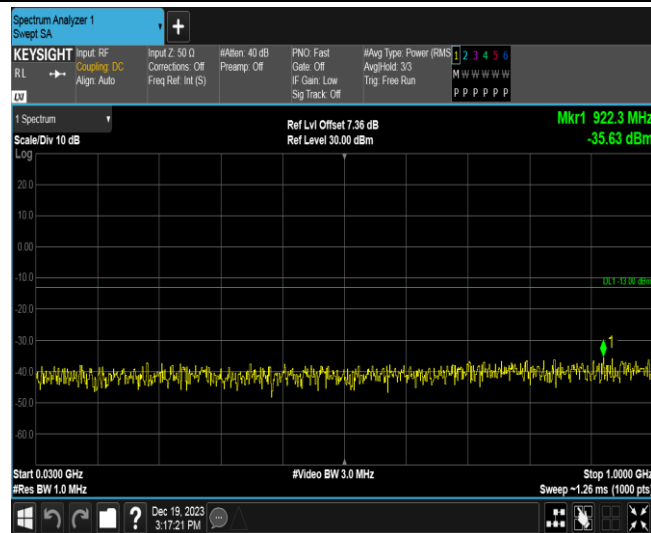 Spectrum Analyzer 1
Swept SA
+
KEYSIGHT
RL
LXI
Input: RF
Coupling: DC
Align: Auto
Input Z: 50 Ω
Corrections: Off
Freq Ref: Int (S)
#Atten: 40 dB
Preamp: Off
PNO: Fast
Gate: Off
IF Gain: Low
Sig Track: Off
#Avg Type: Power (RMS
Avg|Hold: 3/3
Trig: Free Run
1 2 3 4 5 6
M W W W W W
P P P P P P
1 Spectrum
Scale/Div 10 dB
Log
Ref Lvl Offset 7.36 dB
Ref Level 30.00 dBm
Mkr1 922.3 MHz
-35.63 dBm
20.0
10.0
0.00
-10.0
DL1 -13.00 dBm
-20.0
-30.0
1
-40.0
-50.0
-60.0
Start 0.0300 GHz
#Res BW 1.0 MHz
#Video BW 3.0 MHz
Stop 1.0000 GHz
Sweep ~1.26 ms (1000 pts)
?
Dec 19, 2023
3:17:21 PM